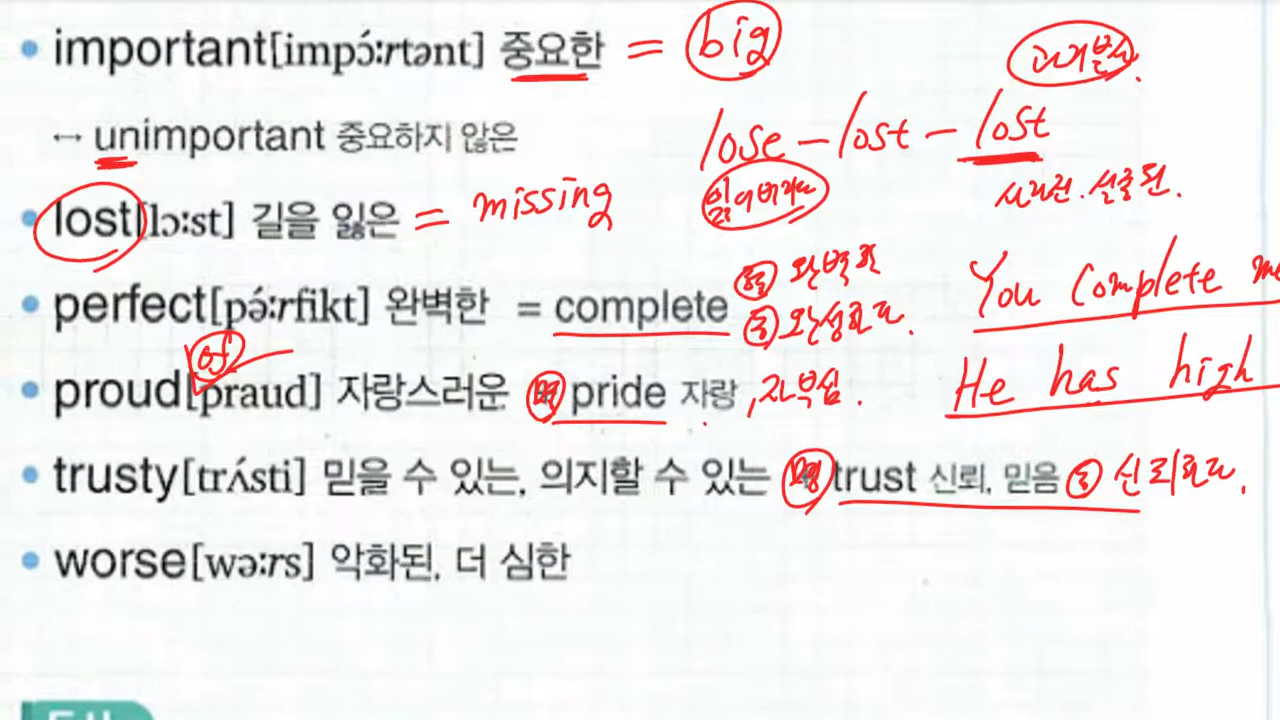 important[impɔ́ːrtənt] 중요한 = big
과거분사.
↔ unimportant 중요하지 않은
lose – lost – lost
잃어버리다
사라진. 실종된.
lost[lɔːst] 길을 잃은 = missing
perfect[pə́ːrfikt] 완벽한 = complete 형 완벽한
동 완성하다.
You complete me
of
proud[praud] 자랑스러운 명 pride 자랑, 자부심.
He has high
trusty[trʌ́sti] 믿을 수 있는, 의지할 수 있는 명 trust 신뢰, 믿음 동 신뢰하다.
worse[wəːrs] 악화된, 더 심한